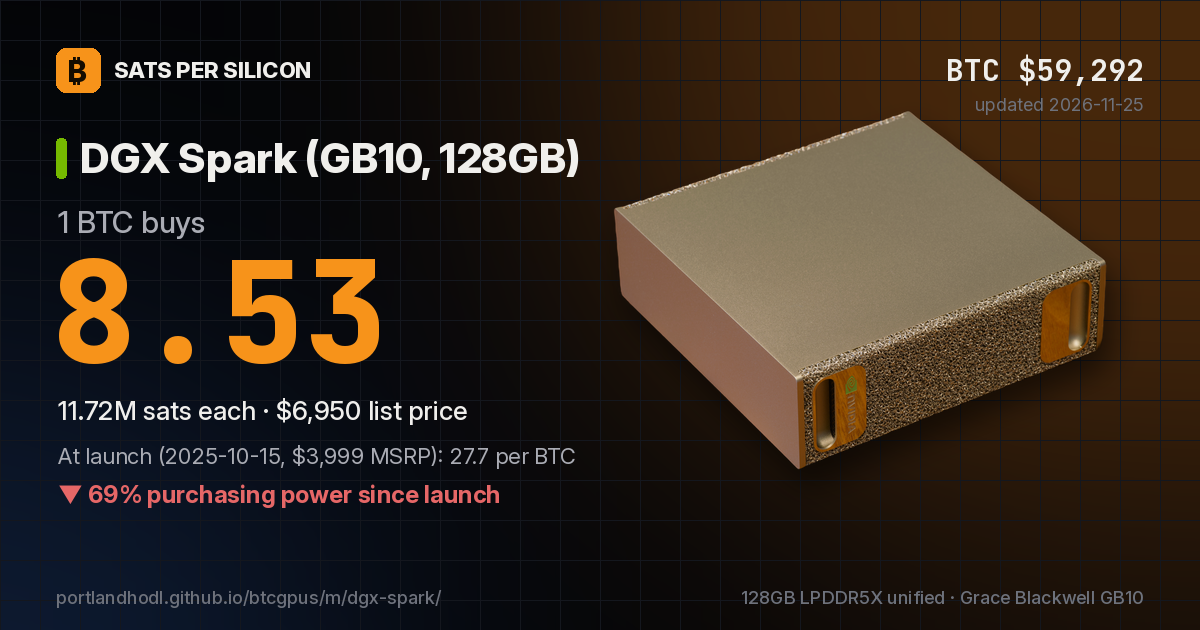 ₿ SATS PER SILICON
BTC $59,292
updated 2026-11-25
DGX Spark (GB10, 128GB)
1 BTC buys
8.53
11.72M sats each · $6,950 list price
At launch (2025-10-15, $3,999 MSRP): 27.7 per BTC
▼ 69% purchasing power since launch
portlandhodl.github.io/btcgpus/m/dgx-spark/
128GB LPDDR5X unified · Grace Blackwell GB10